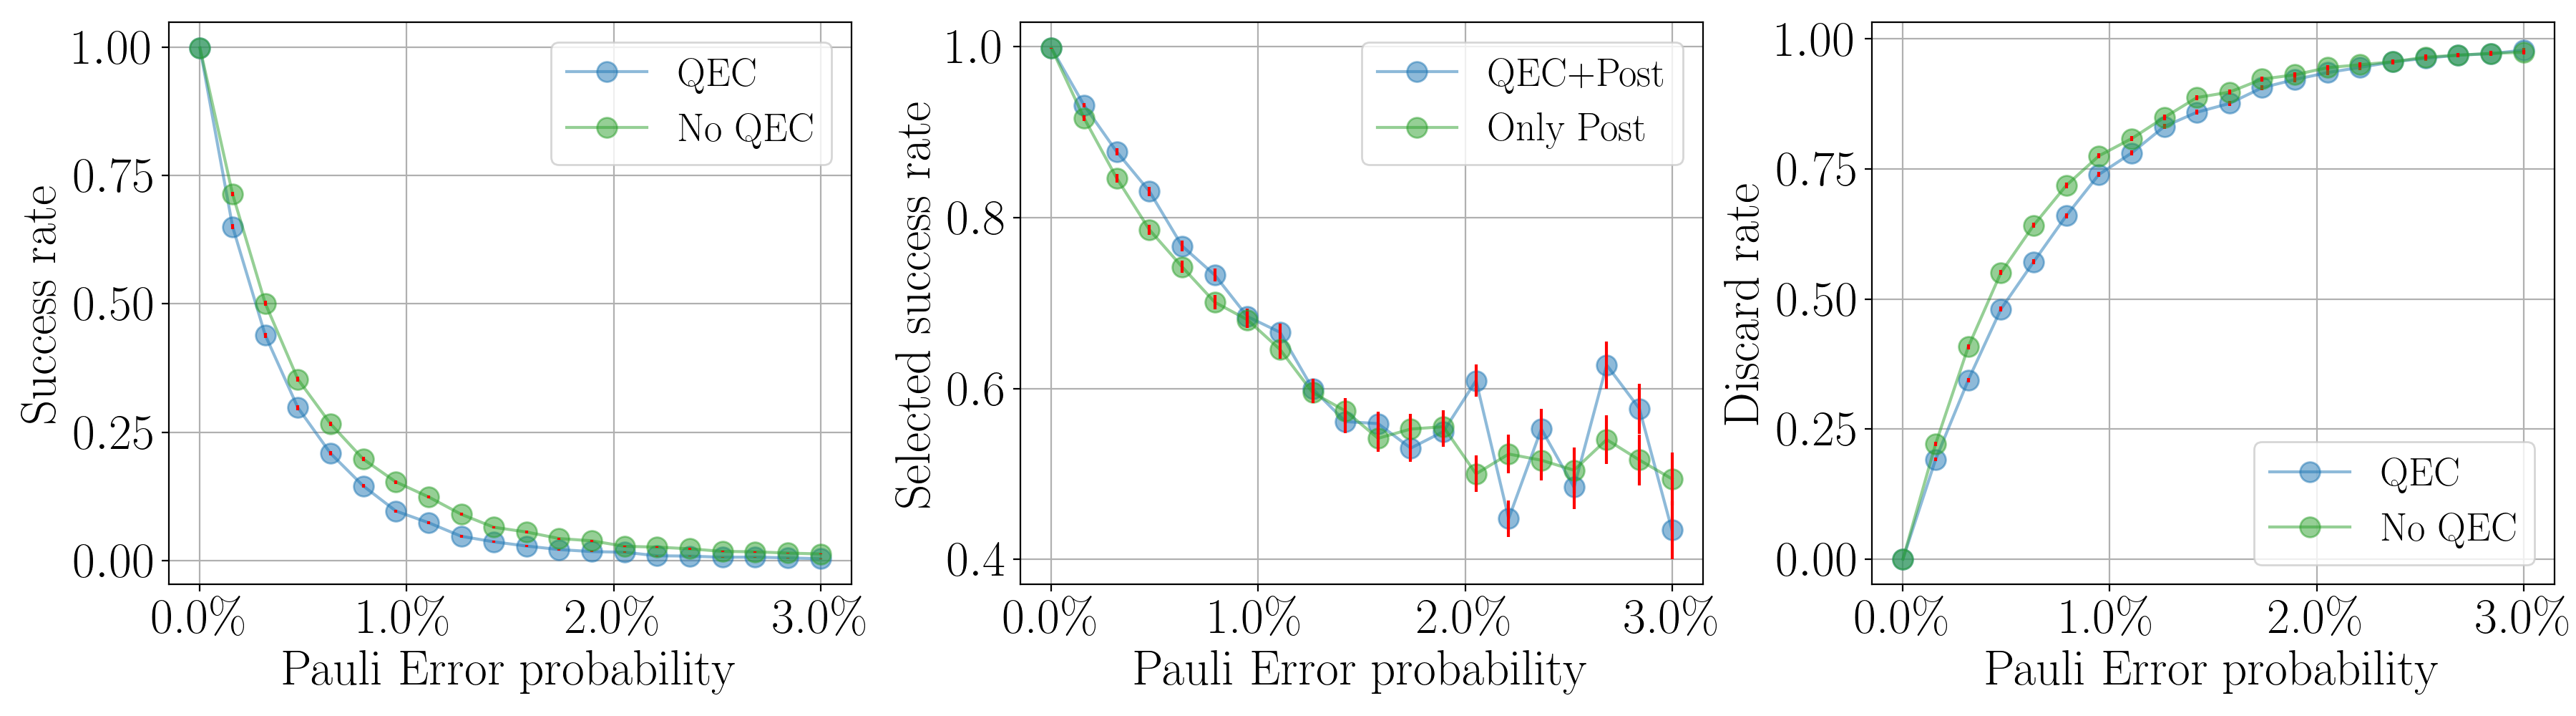 Success rate
1.00
0.75
0.50
0.25
0.00
0.0%
1.0%
2.0%
3.0%
Pauli Error probability
QEC
No QEC
Selected success rate
1.0
0.8
0.6
0.4
0.0%
1.0%
2.0%
3.0%
Pauli Error probability
QEC+Post
Only Post
Discard rate
1.00
0.75
0.50
0.25
0.00
0.0%
1.0%
2.0%
3.0%
Pauli Error probability
QEC
No QEC